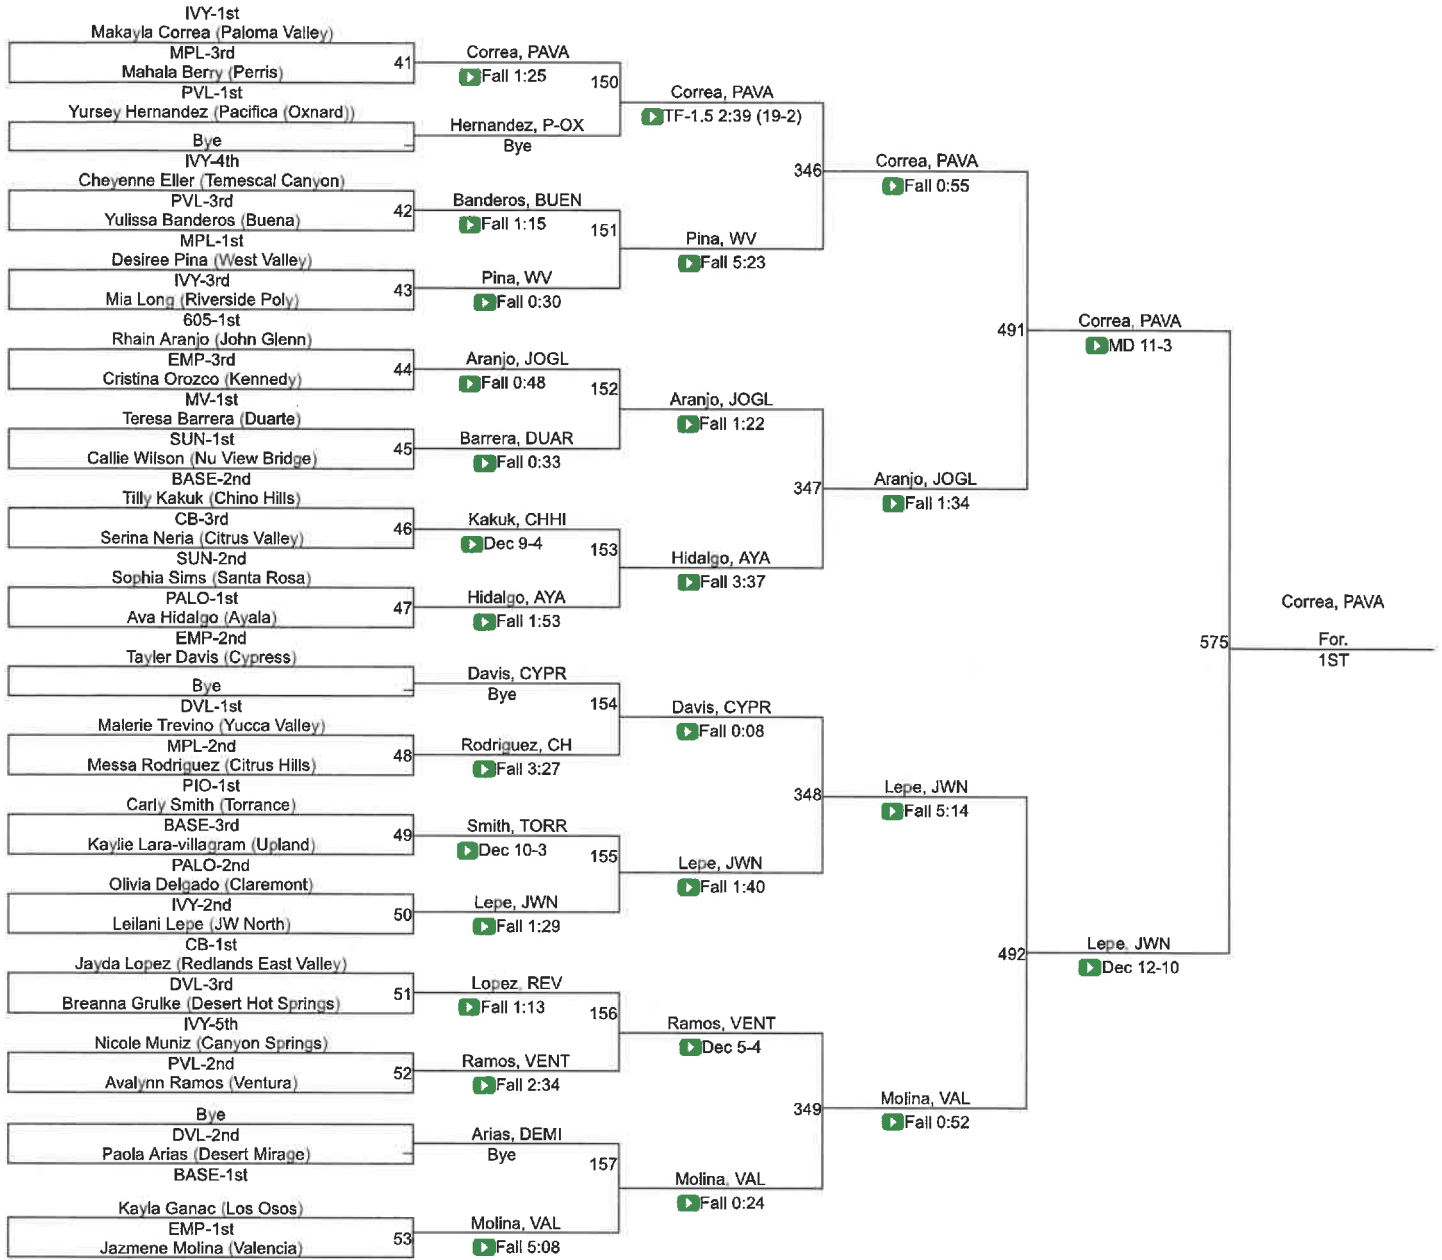 IVY-1st
Makayla Correa (Paloma Valley)
MPL-3rd
Mahala Berry (Perris)
41
PVL-1st
Yursey Hernandez (Pacifica (Oxnard))
Bye
IVY-4th
Cheyenne Eller (Temescal Canyon)
PVL-3rd
Yulissa Banderos (Buena)
42
MPL-1st
Desiree Pina (West Valley)
IVY-3rd
Mia Long (Riverside Poly)
43
605-1st
Rhain Aranjo (John Glenn)
EMP-3rd
Cristina Orozco (Kennedy)
44
MV-1st
Teresa Barrera (Duarte)
SUN-1st
Callie Wilson (Nu View Bridge)
45
BASE-2nd
Tilly Kakuk (Chino Hills)
CB-3rd
Serina Neria (Citrus Valley)
46
SUN-2nd
Sophia Sims (Santa Rosa)
PALO-1st
Ava Hidalgo (Ayala)
47
EMP-2nd
Tayler Davis (Cypress)
Bye
DVL-1st
Malerie Trevino (Yucca Valley)
MPL-2nd
Messa Rodriguez (Citrus Hills)
48
PIO-1st
Carly Smith (Torrance)
BASE-3rd
Kaylie Lara-villagram (Upland)
49
PALO-2nd
Olivia Delgado (Claremont)
IVY-2nd
Leilani Lepe (JW North)
50
CB-1st
Jayda Lopez (Redlands East Valley)
DVL-3rd
Breanna Grulke (Desert Hot Springs)
51
IVY-5th
Nicole Muniz (Canyon Springs)
PVL-2nd
Avalynn Ramos (Ventura)
52
Bye
DVL-2nd
Paola Arias (Desert Mirage)
BASE-1st
Kayla Ganac (Los Osos)
EMP-1st
Jazmene Molina (Valencia)
53
Correa, PAVA
Fall 1:25
150
Hernandez, P-OX
Bye
Banderos, BUEN
Fall 1:15
151
Pina, WV
Fall 0:30
Aranjo, JOGL
Fall 0:48
152
Barrera, DUAR
Fall 0:33
Kakuk, CHHI
Dec 9-4
153
Hidalgo, AYA
Fall 1:53
Davis, CYPR
Bye
154
Rodriguez, CH
Fall 3:27
Smith, TORR
Dec 10-3
155
Lepe, JWN
Fall 1:29
Lopez, REV
Fall 1:13
156
Ramos, VENT
Fall 2:34
Arias, DEMI
Bye
157
Molina, VAL
Fall 5:08
Correa, PAVA
TF-1.5 2:39 (19-2)
346
Pina, WV
Fall 5:23
Aranjo, JOGL
Fall 1:22
347
Hidalgo, AYA
Fall 3:37
Davis, CYPR
Fall 0:08
348
Lepe, JWN
Fall 1:40
Ramos, VENT
Dec 5-4
349
Molina, VAL
Fall 0:24
Correa, PAVA
Fall 0:55
491
Aranjo, JOGL
Fall 1:34
Lepe, JWN
Fall 5:14
492
Molina, VAL
Fall 0:52
Correa, PAVA
MD 11-3
575
Lepe, JWN
Dec 12-10
Correa, PAVA
For.
1ST